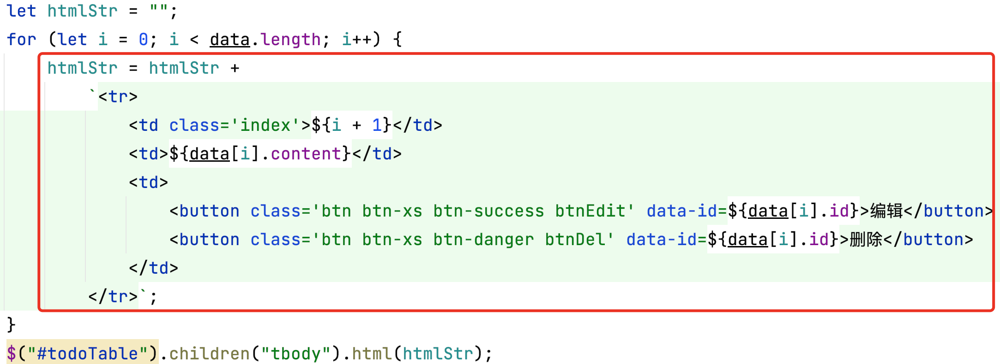 let htmlStr = "";
for (let i = 0; i < data.length; i++) {
htmlStr = htmlStr +
`<tr>
<td class='index'>${i + 1}</td>
<td>${data[i].content}</td>
<td>
<button class='btn btn-xs btn-success btnEdit' data-id=${data[i].id}>编辑</button>
<button class='btn btn-xs btn-danger btnDel' data-id=${data[i].id}>删除</button>
</td>
</tr>`;
}
$("#todoTable").children("tbody").html(htmlStr);